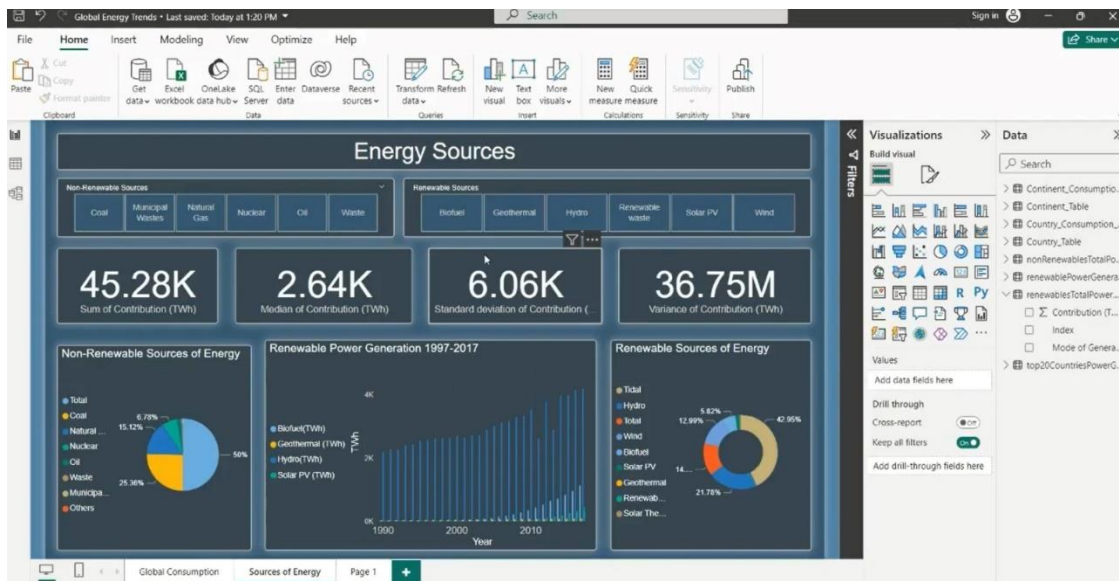 Global Energy Trends • Last saved: Today at 1:20 PM
Search
Sign in
File Home Insert Modeling View Optimize Help
Share
Paste
Cut
Copy
Format painter
Clipboard
Get data
Excel workbook
OneLake data hub
SQL Server
Enter data
Dataverse
Recent sources
Data
Transform data
Refresh
Queries
New visual
Text box
More visuals
Insert
New measure
Quick measure
Calculations
Sensitivity
Sensitivity
Publish
Share
Energy Sources
Non-Renewable Sources
Coal
Municipal Wastes
Natural Gas
Nuclear
Oil
Waste
Renewable Sources
Biofuel
Geothermal
Hydro
Renewable waste
Solar PV
Wind
45.28K
Sum of Contribution (TWh)
2.64K
Median of Contribution (TWh)
6.06K
Standard deviation of Contribution (...
36.75M
Variance of Contribution (TWh)
Non-Renewable Sources of Energy
Total
Coal
Natural ...
Nuclear
Oil
Waste
Municipa...
Others
6.78%
15.12%
50%
25.36%
Renewable Power Generation 1997-2017
Biofuel(TWh)
Geothermal (TWh)
Hydro(TWh)
Solar PV (TWh)
TWh
4K
2K
0K
1990 2000 2010
Year
Renewable Sources of Energy
Tidal
Hydro
Total
Wind
Biofuel
Solar PV
Geothermal
Renewab...
Solar The...
5.82%
12.99%
42.95%
14....
21.78%
Filters
Visualizations
Build visual
R Py
Values
Add data fields here
Drill through
Cross-report
Off
Keep all filters
On
Add drill-through fields here
Data
Search
Continent_Consumptio...
Continent_Table
Country_Consumption_...
Country_Table
nonRenewablesTotalPo...
renewablePowerGenera...
renewablesTotalPower...
Σ Contribution (T...
Index
Mode of Genera...
top20CountriesPowerG...
Global Consumption
Sources of Energy
Page 1